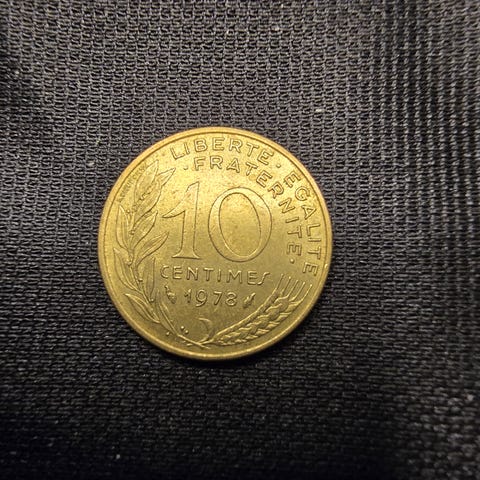 LIBERTE · EGALITE
· FRATERNITE ·
10
CENTIMES
1978